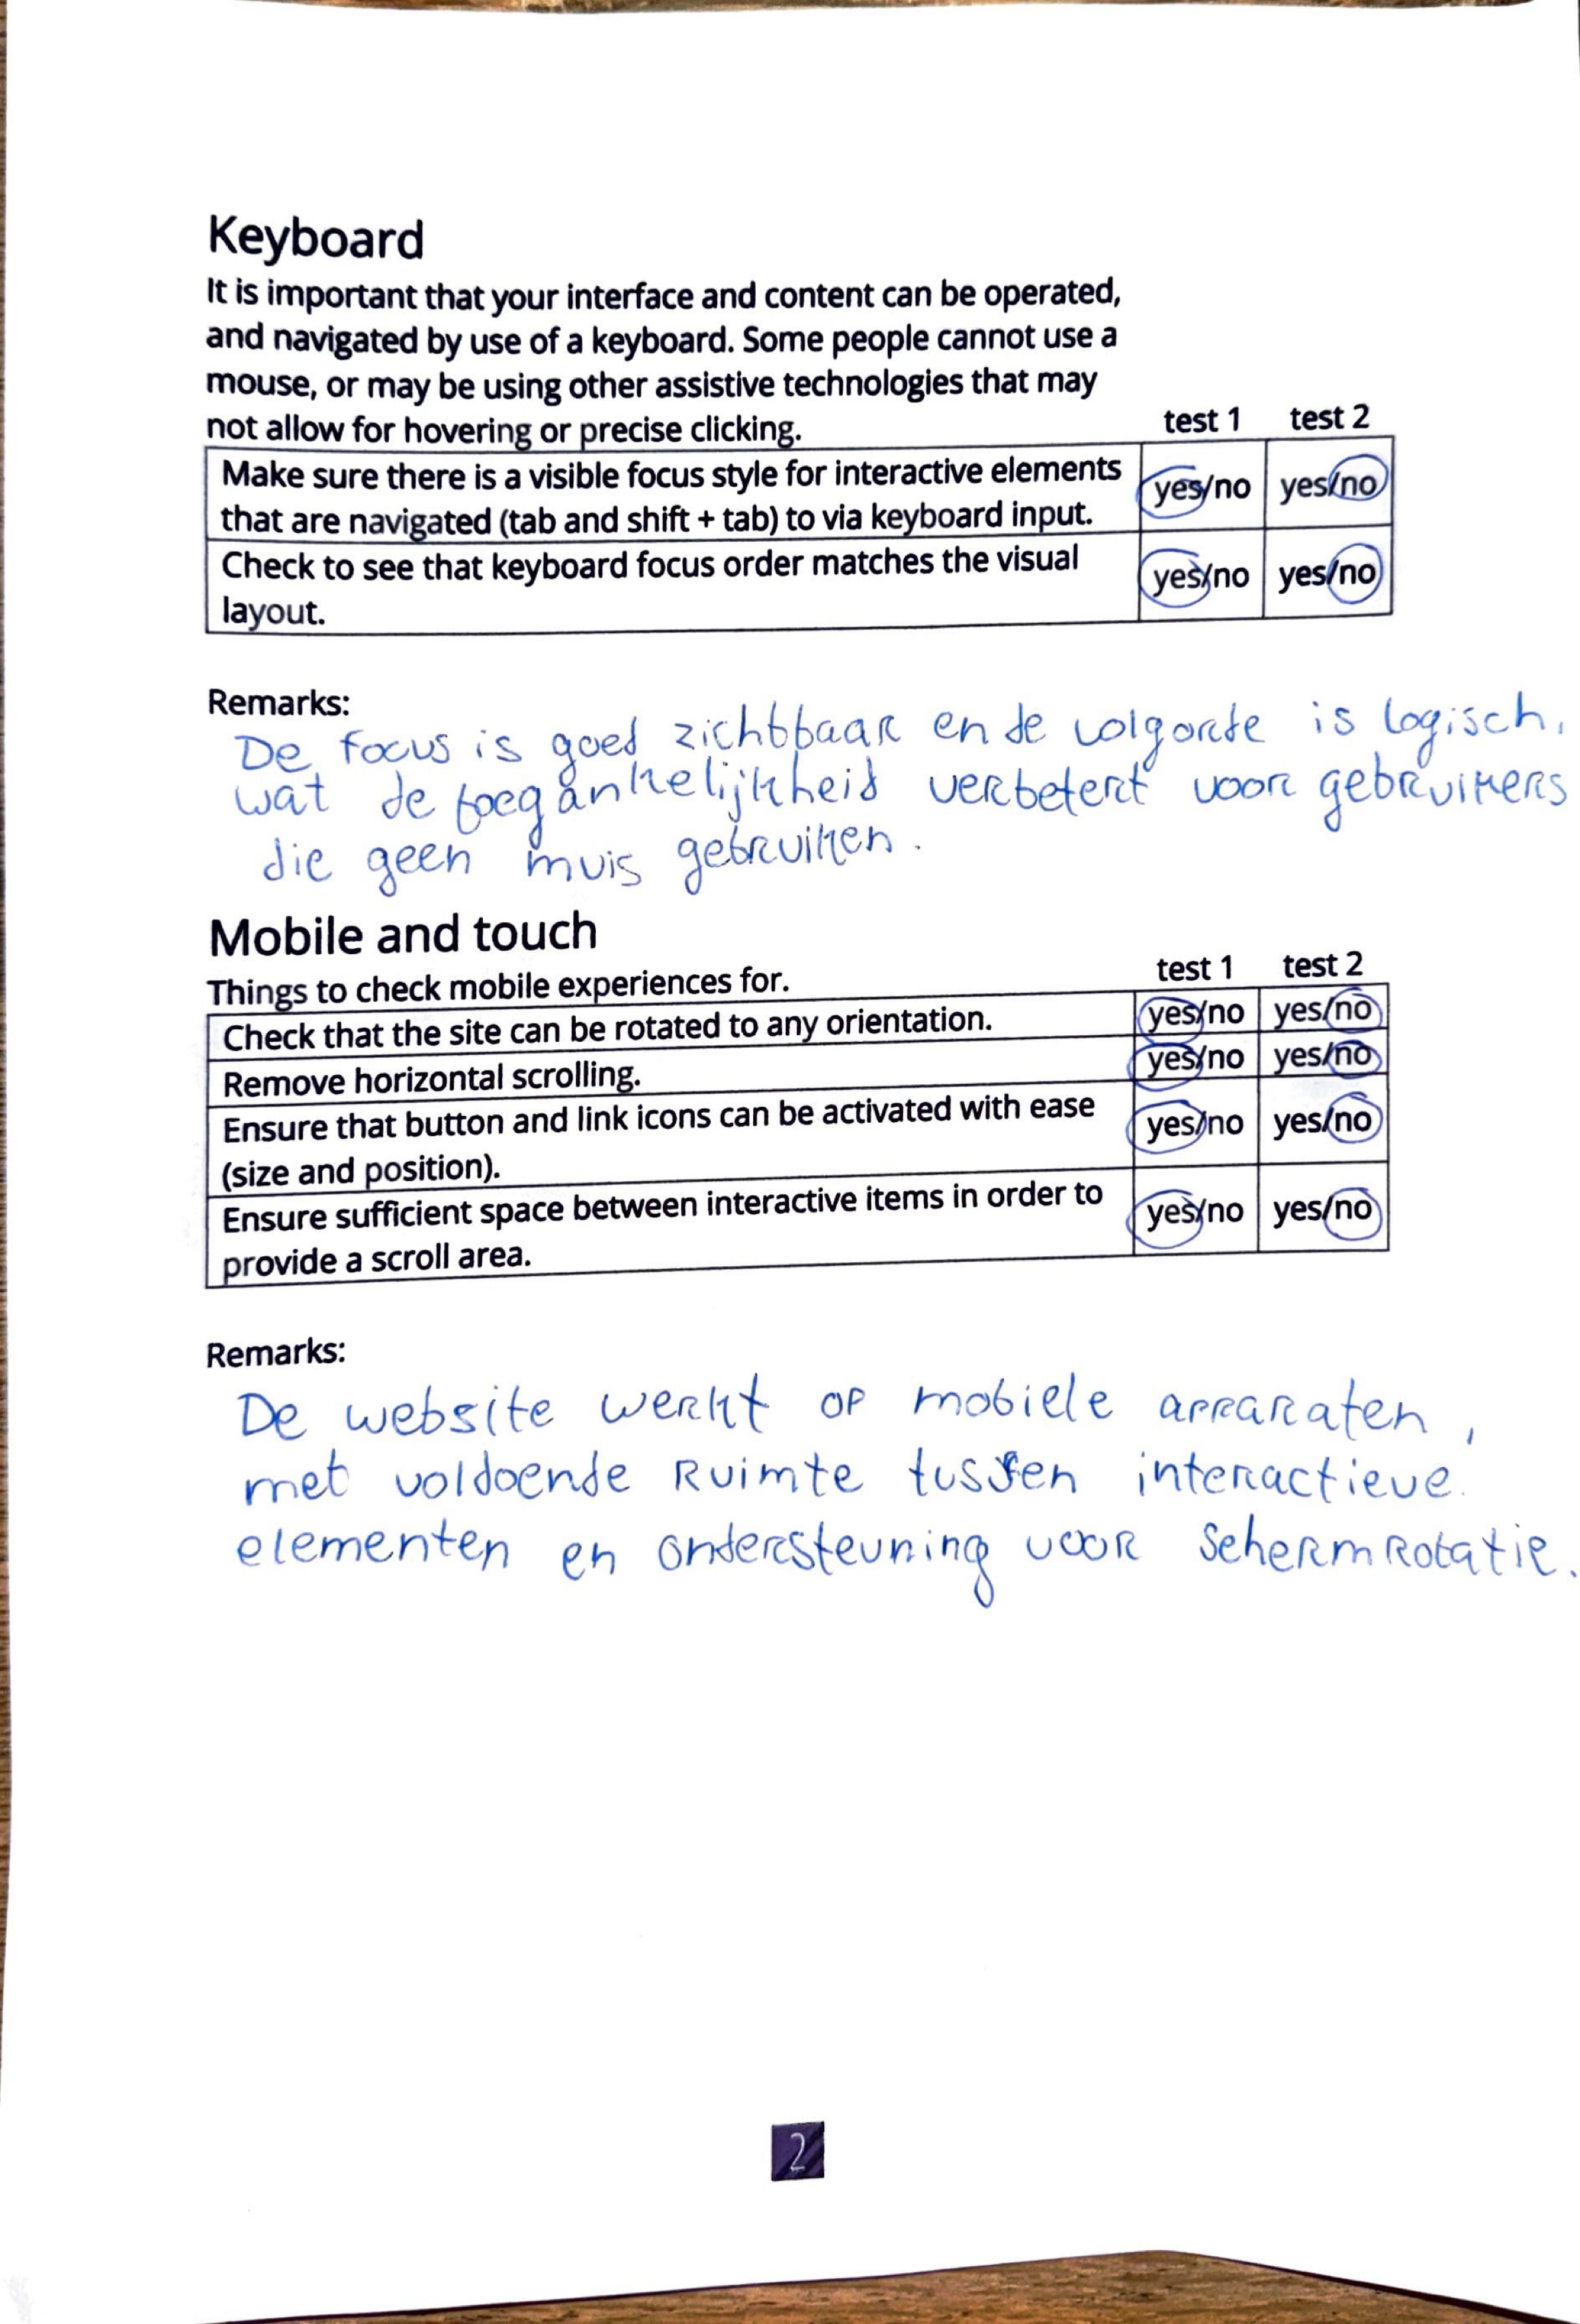 Keyboard
It is important that your interface and content can be operated,
and navigated by use of a keyboard. Some people cannot use a
mouse, or may be using other assistive technologies that may
not allow for hovering or precise clicking.
test 1 test 2
Make sure there is a visible focus style for interactive elements
that are navigated (tab and shift + tab) to via keyboard input.
yes/no yes/no
Check to see that keyboard focus order matches the visual
layout.
yes/no yes/no
Remarks:
De focus is goed zichtbaar en de volgorde is logisch,
wat de toegankelijkheid verbetert voor gebruikers
die geen muis gebruiken.
Mobile and touch
Things to check mobile experiences for.
test 1 test 2
Check that the site can be rotated to any orientation.
yes/no yes/no
Remove horizontal scrolling.
yes/no yes/no
Ensure that button and link icons can be activated with ease
(size and position).
yes/no yes/no
Ensure sufficient space between interactive items in order to
provide a scroll area.
yes/no yes/no
Remarks:
De website werkt op mobiele apparaten,
met voldoende ruimte tussen interactieve
elementen en ondersteuning voor schermrotatie.
2